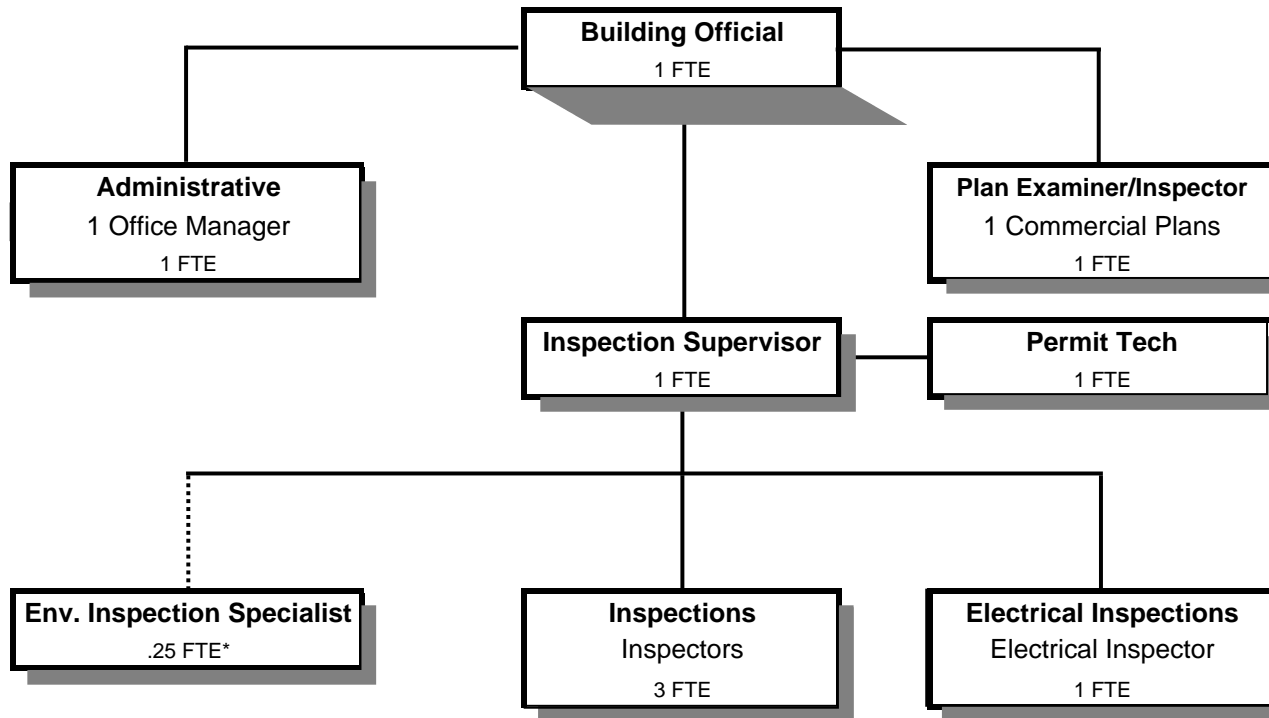 Building Official
1 FTE
Administrative
1 Office Manager
1 FTE
Plan Examiner/Inspector
1 Commercial Plans
1 FTE
Inspection Supervisor
1 FTE
Permit Tech
1 FTE
Env. Inspection Specialist
.25 FTE*
Inspections
Inspectors
3 FTE
Electrical Inspections
Electrical Inspector
1 FTE